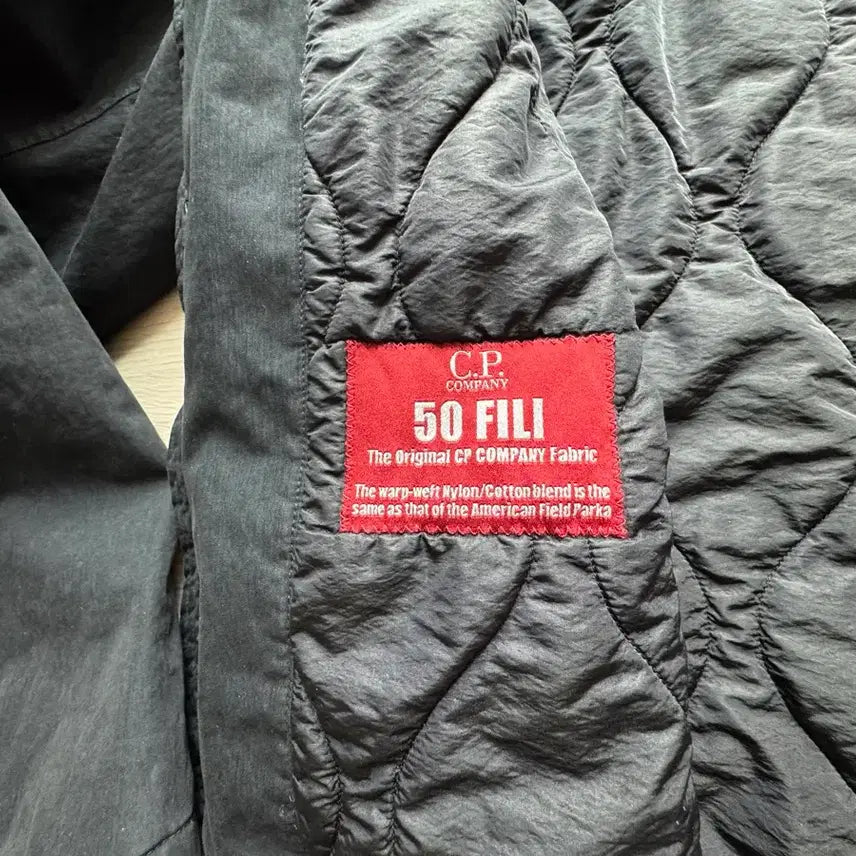 C.P.
COMPANY
50 FILI
The Original CP COMPANY Fabric
The warp-weft Nylon/Cotton blend is the
same as that of the American Field Parka